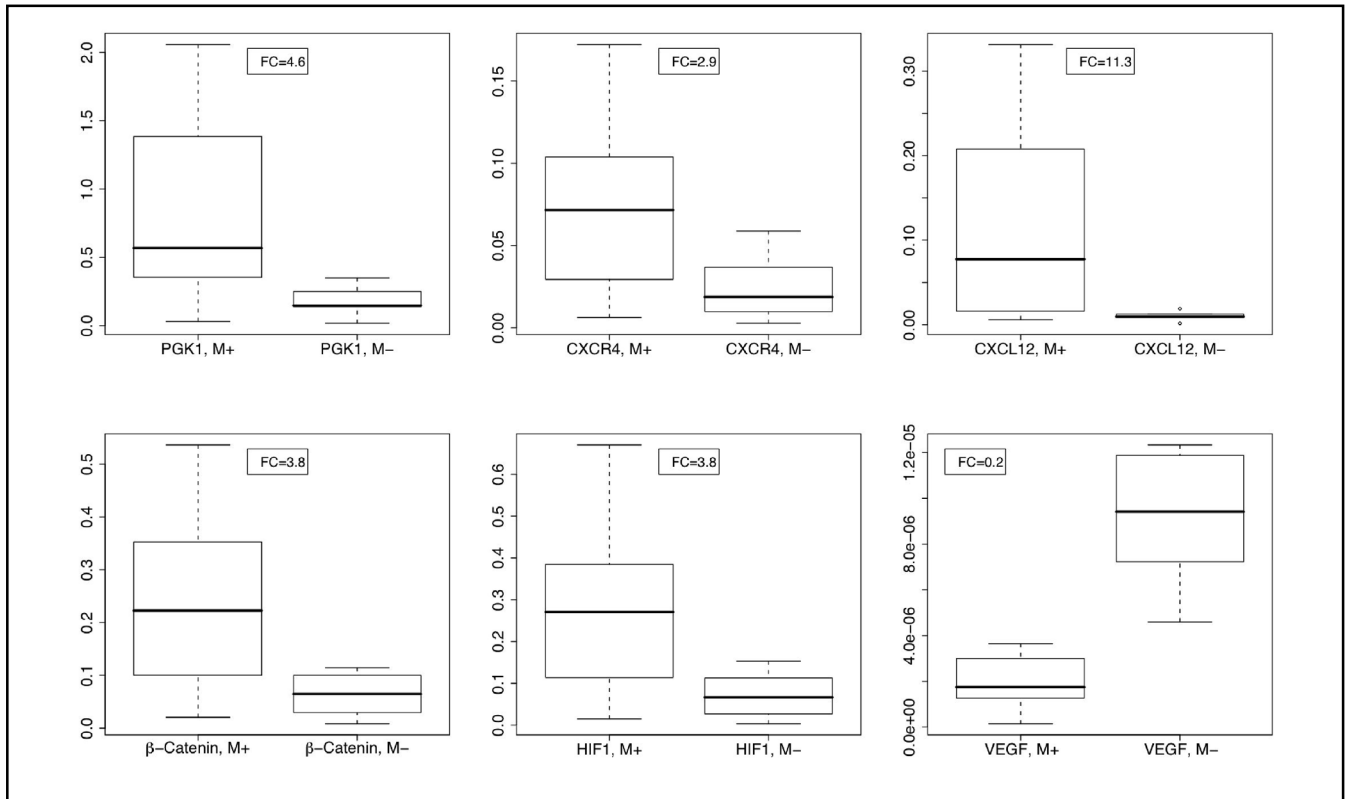 FC=4.6
2.0
1.5
1.0
0.5
0.0
PGK1, M+ PGK1, M−
FC=2.9
0.15
0.10
0.05
0.00
CXCR4, M+ CXCR4, M−
FC=11.3
0.30
0.20
0.10
0.00
CXCL12, M+ CXCL12, M−
FC=3.8
0.5
0.4
0.3
0.2
0.1
0.0
β−Catenin, M+ β−Catenin, M−
FC=3.8
0.6
0.5
0.4
0.3
0.2
0.1
0.0
HIF1, M+ HIF1, M−
FC=0.2
1.2e−05
8.0e−06
4.0e−06
0.0e+00
VEGF, M+ VEGF, M−